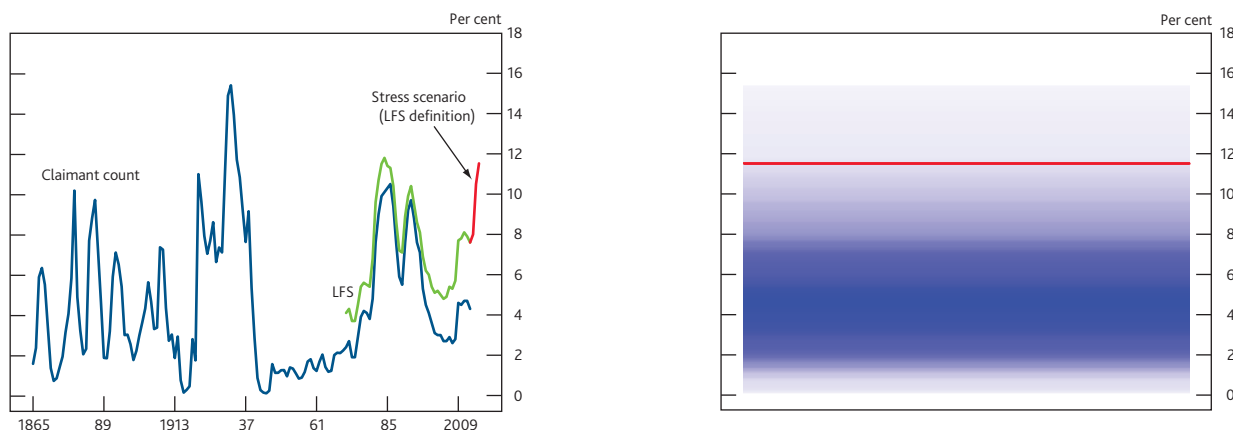 Per cent
18
16
14
12
10
8
6
4
2
0
Stress scenario
(LFS definition)
Claimant count
LFS
1865 89 1913 37 61 85 2009
Per cent
18
16
14
12
10
8
6
4
2
0